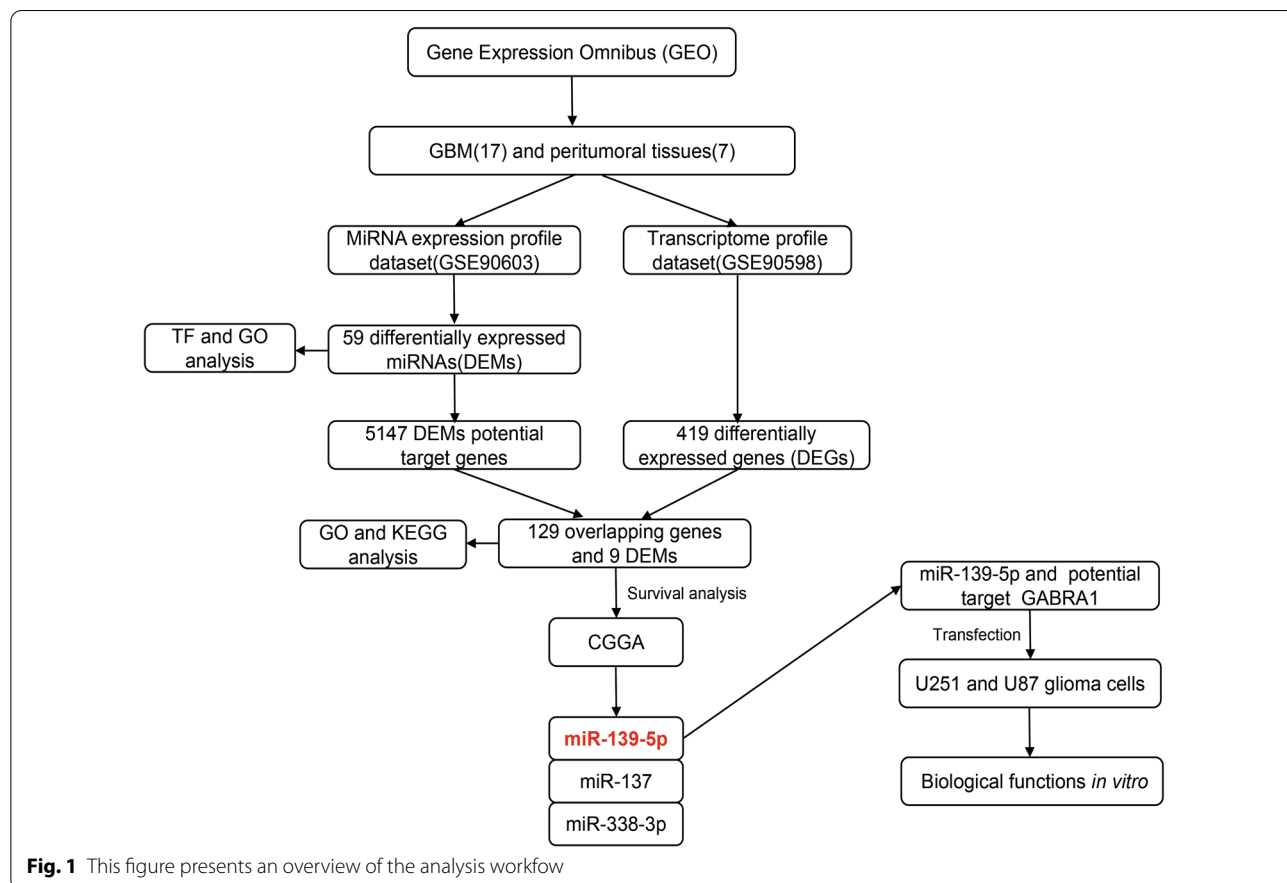 Gene Expression Omnibus (GEO)
GBM(17) and peritumoral tissues(7)
MiRNA expression profile
dataset(GSE90603)
Transcriptome profile
dataset(GSE90598)
TF and GO
analysis
59 differentially expressed
miRNAs(DEMs)
5147 DEMs potential
target genes
419 differentially
expressed genes (DEGs)
GO and KEGG
analysis
129 overlapping genes
and 9 DEMs
Survival analysis
CGGA
miR-139-5p
miR-137
miR-338-3p
miR-139-5p and potential
target GABRA1
Transfection
U251 and U87 glioma cells
Biological functions in vitro
Fig. 1 This figure presents an overview of the analysis workfow